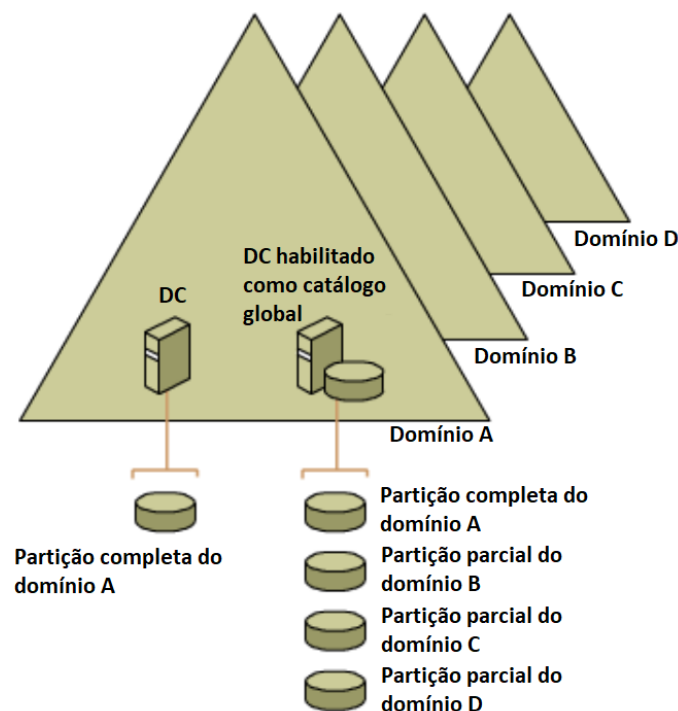 Domínio D
DC habilitado
como catálogo
global
Domínio C
DC
Domínio B
Domínio A
Partição completa do
domínio A
Partição completa do
domínio A
Partição parcial do
domínio B
Partição parcial do
domínio C
Partição parcial do
domínio D